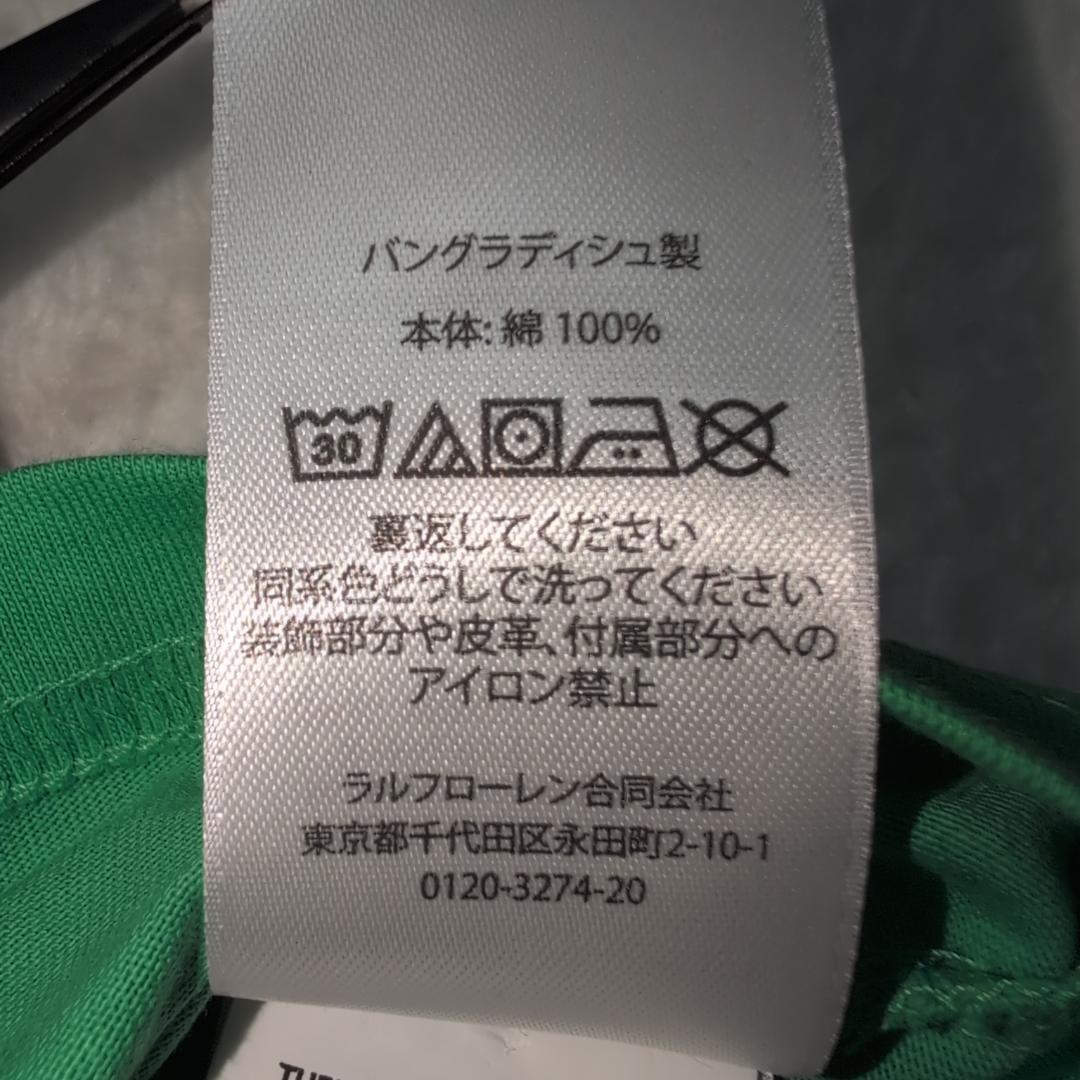 バングラディシュ製
本体: 綿 100%
30
裏返してください
同系色どうしで洗ってください
装飾部分や皮革、付属部分への
アイロン禁止
ラルフローレン合同会社
東京都千代田区永田町2-10-1
0120-3274-20